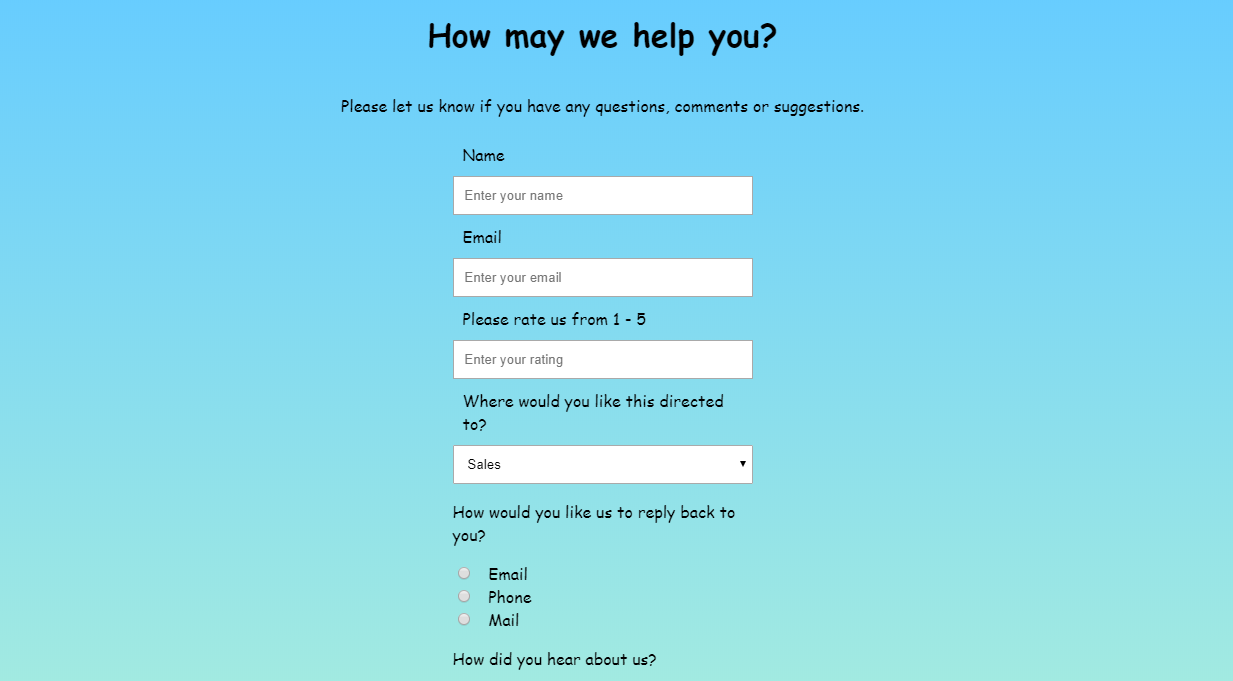 How may we help you?
Please let us know if you have any questions, comments or suggestions.
Name
Enter your name
Email
Enter your email
Please rate us from 1 - 5
Enter your rating
Where would you like this directed
to?
Sales
How would you like us to reply back to
you?
Email
Phone
Mail
How did you hear about us?